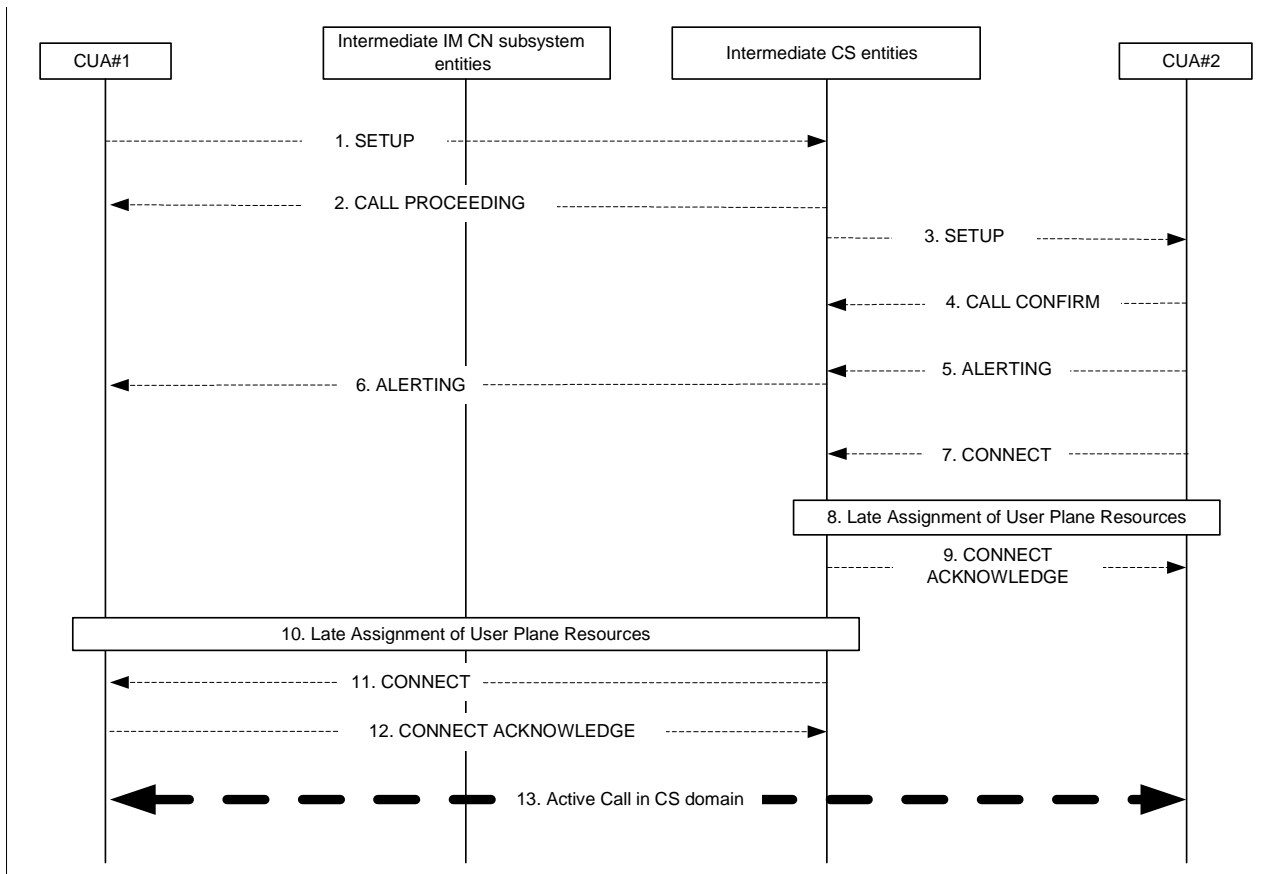 CUA#1
Intermediate IM CN subsystem
entities
Intermediate CS entities
CUA#2
1. SETUP
2. CALL PROCEEDING
3. SETUP
4. CALL CONFIRM
5. ALERTING
6. ALERTING
7. CONNECT
8. Late Assignment of User Plane Resources
9. CONNECT
ACKNOWLEDGE
10. Late Assignment of User Plane Resources
11. CONNECT
12. CONNECT ACKNOWLEDGE
13. Active Call in CS domain